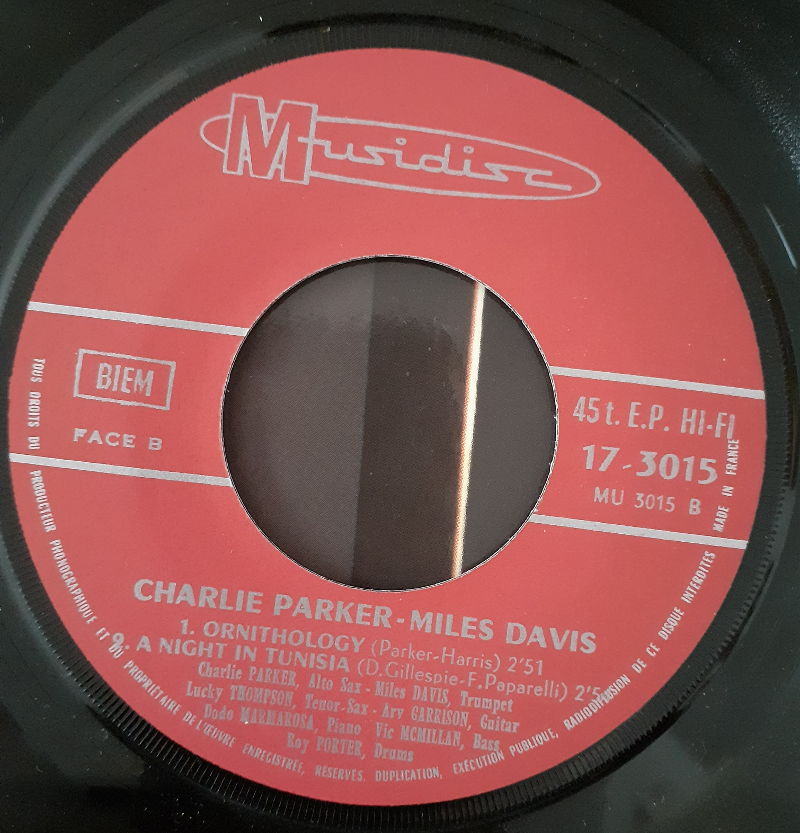 Musidisc
BIEM
FACE B
45 t. E.P. HI-FI
17-3015
MU 3015 B
MADE IN FRANCE
CHARLIE PARKER-MILES DAVIS
1. ORNITHOLOGY (Parker-Harris) 2'51
2. A NIGHT IN TUNISIA (D.Gillespie-F.Paparelli)
Charlie PARKER, Alto Sax - Miles DAVIS, Trumpet
Lucky THOMPSON, Tenor-Sax - Arv GARRISON, Guitar
Dodo MARMAROSA, Piano Vic MCMILLAN, Bass
Roy PORTER, Drums
TOUS DROITS DU PRODUCTEUR PHONOGRAPHIQUE ET DU PROPRIÉTAIRE DE L'ŒUVRE ENREGISTRÉE, RÉSERVÉS. DUPLICATION, EXÉCUTION PUBLIQUE, RADIODIFFUSION DE CE DISQUE INTERDITES